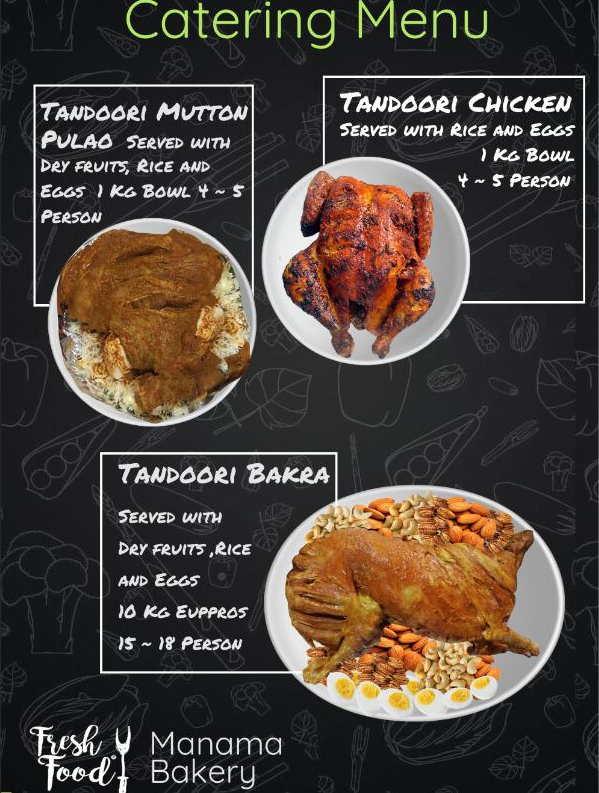 Catering Menu
TANDOORI MUTTON
PULAO SERVED WITH
DRY FRUITS, RICE AND
EGGS 1 KG BOWL 4 ~ 5
PERSON
TANDOORI CHICKEN
SERVED WITH RICE AND EGGS
1 KG BOWL
4 ~ 5 PERSON
TANDOORI BAKRA
SERVED WITH
DRY FRUITS ,RICE
AND EGGS
10 KG EUPPROS
15 ~ 18 PERSON
Fresh
Food
Manama
Bakery